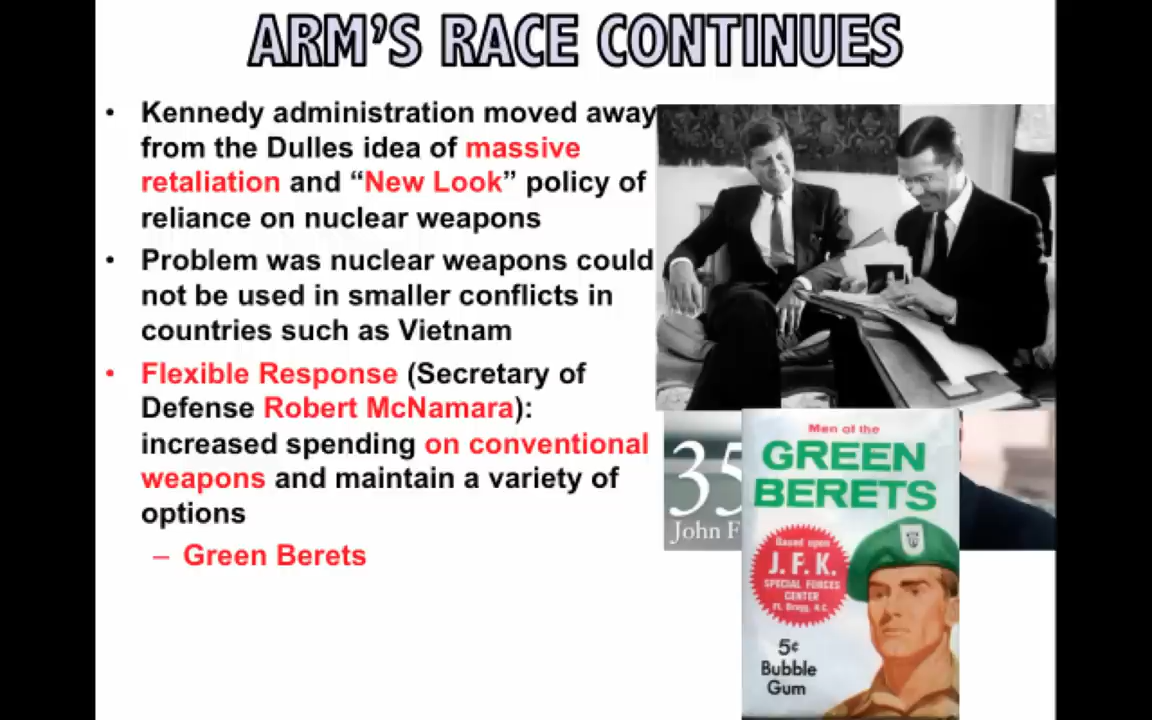 ARM'S RACE CONTINUES
• Kennedy administration moved away
from the Dulles idea of massive
retaliation and “New Look” policy of
reliance on nuclear weapons
• Problem was nuclear weapons could
not be used in smaller conflicts in
countries such as Vietnam
• Flexible Response (Secretary of
Defense Robert McNamara):
increased spending on conventional
weapons and maintain a variety of
options
– Green Berets
35
John F
Men of the
GREEN
BERETS
Based upon
J.F.K.
SPECIAL FORCES
CENTER
Ft. Bragg, N.C.
5¢
Bubble
Gum